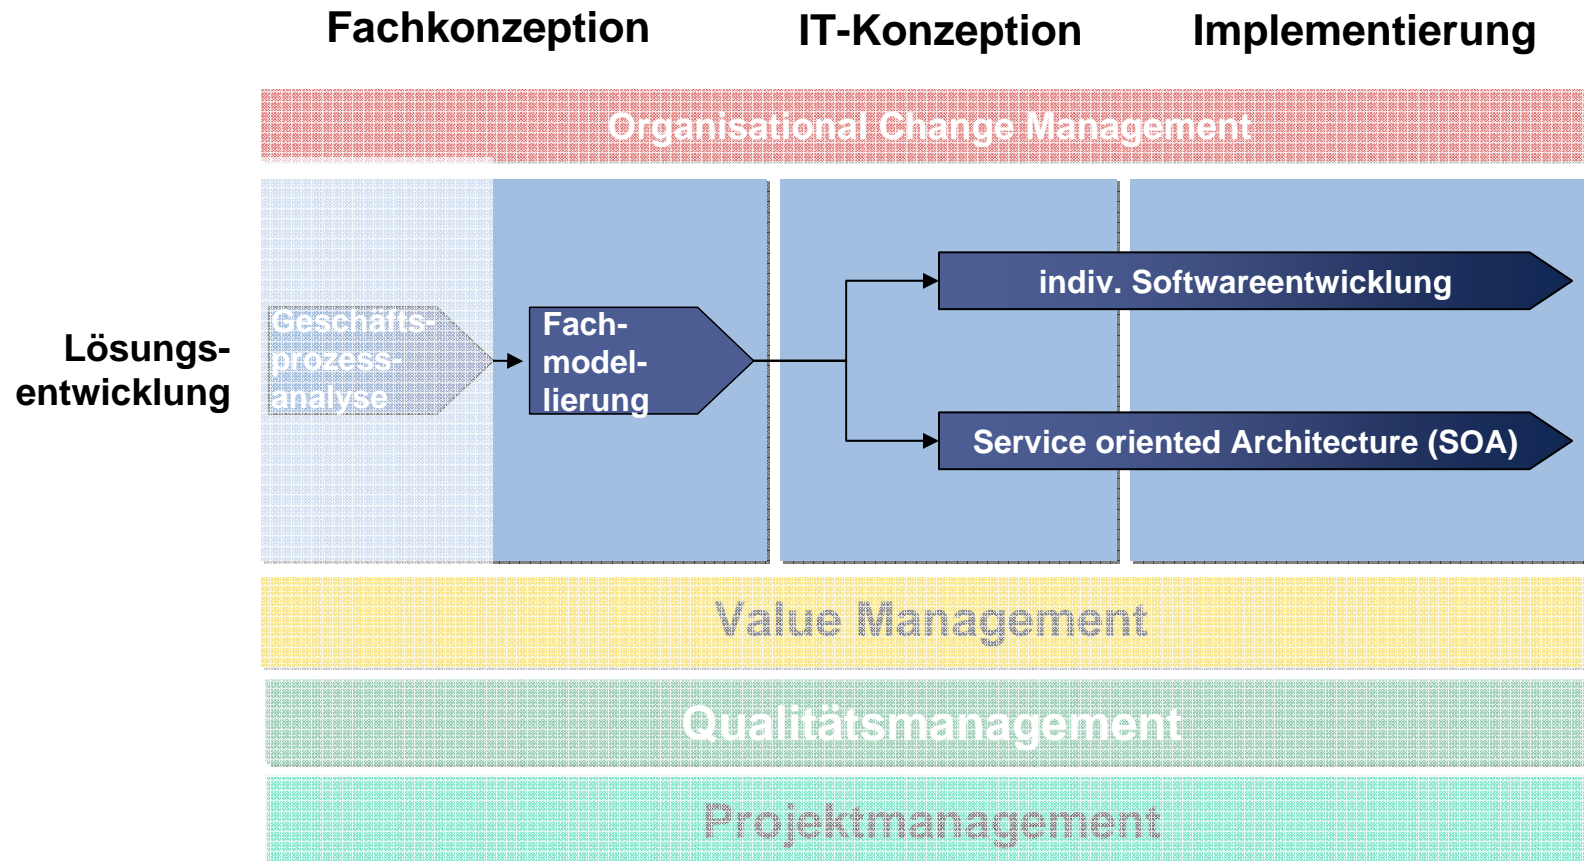 Fachkonzeption IT-Konzeption Implementierung
Organisational Change Management
Lösungs-
entwicklung
Geschäfts-
prozess-
analyse
Fach-
model-
lierung
indiv. Softwareentwicklung
Service oriented Architecture (SOA)
Value Management
Qualitätsmanagement
Projektmanagement